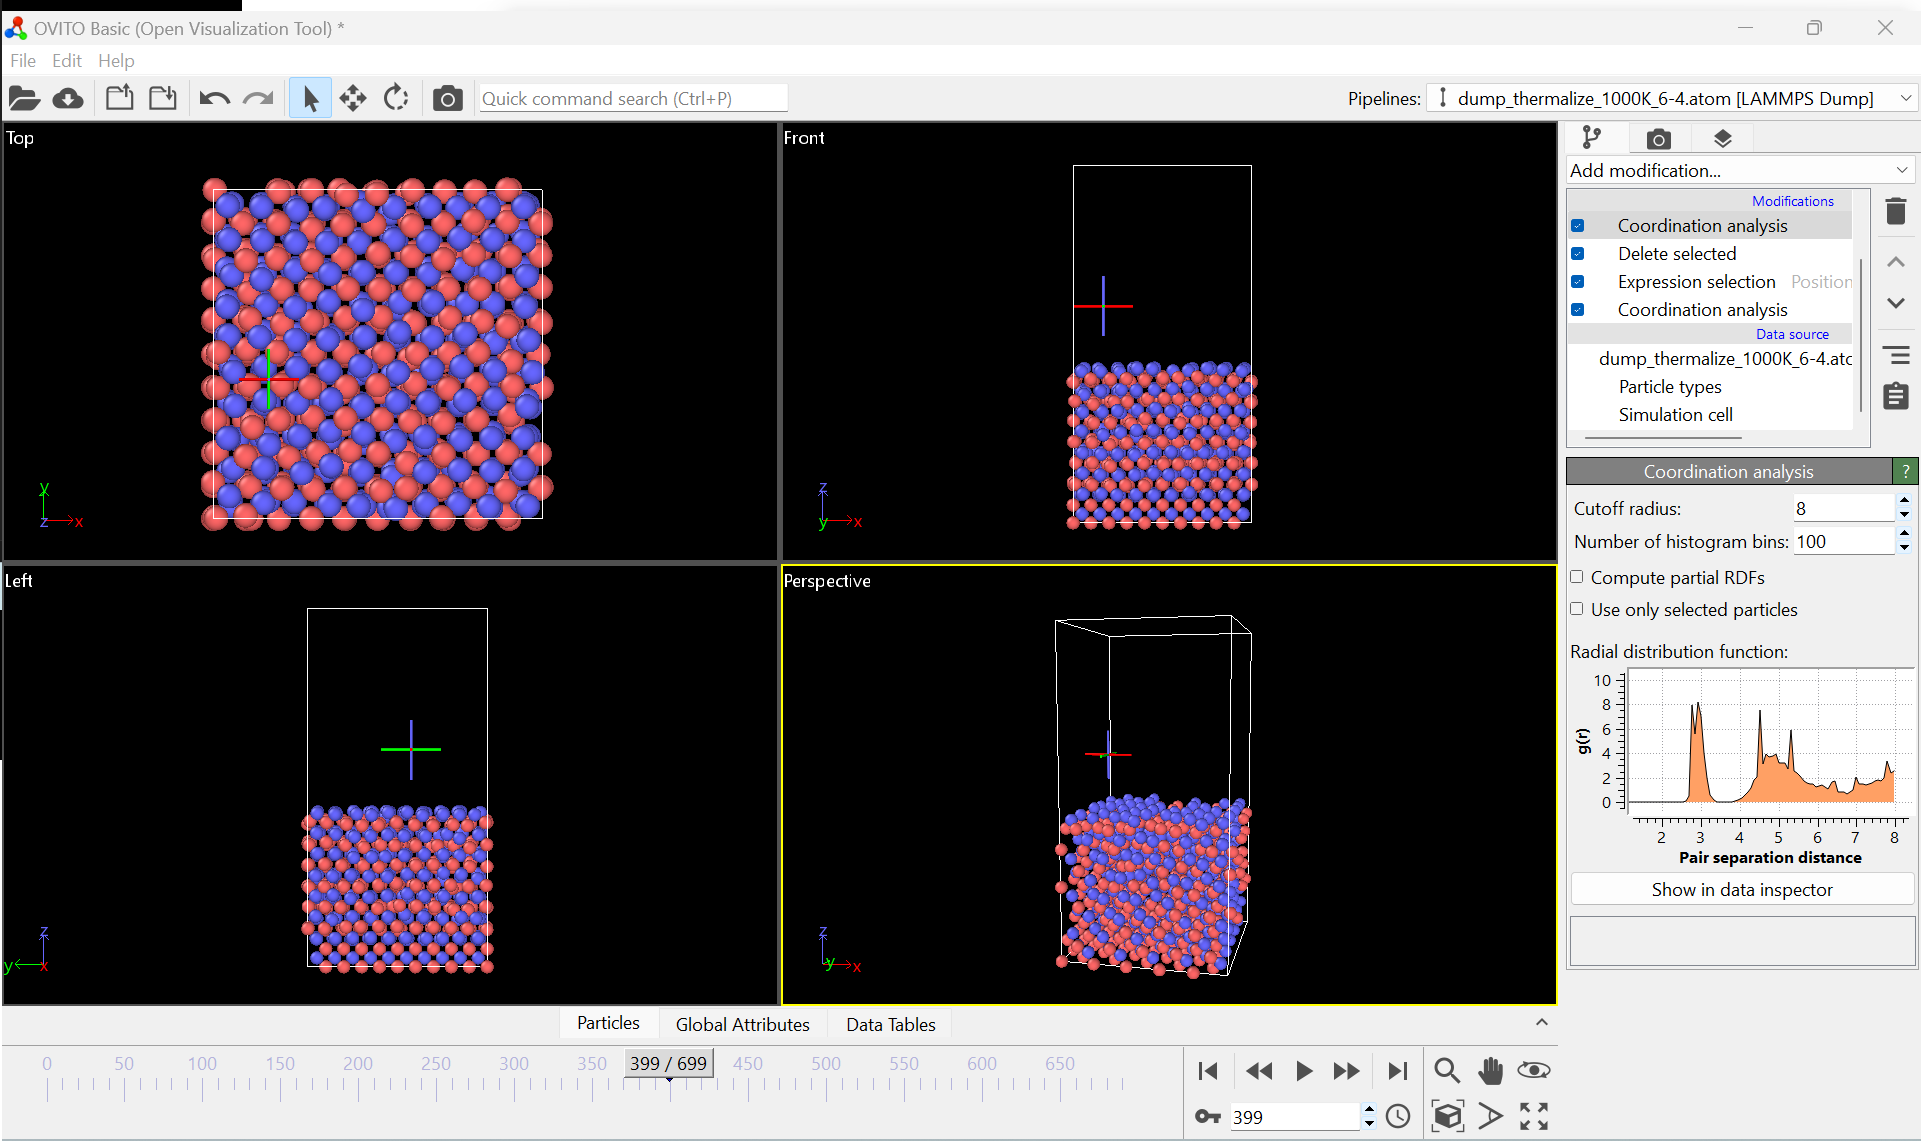 OVITO Basic (Open Visualization Tool) *
File Edit Help
Quick command search (Ctrl+P)
Pipelines: dump_thermalize_1000K_6-4.atom [LAMMPS Dump]
Top
Front
Left
Perspective
y
z
x
z
y
x
z
y
x
z
y
x
Add modification...
Modifications
Coordination analysis
Delete selected
Expression selection Position
Coordination analysis
Data source
dump_thermalize_1000K_6-4.atc
Particle types
Simulation cell
Coordination analysis ?
Cutoff radius: 8
Number of histogram bins: 100
Compute partial RDFs
Use only selected particles
Radial distribution function:
10
8
6
4
2
0
g(r)
2 3 4 5 6 7 8
Pair separation distance
Show in data inspector
Particles Global Attributes Data Tables
0 50 100 150 200 250 300 350 399 / 699 450 500 550 600 650
399